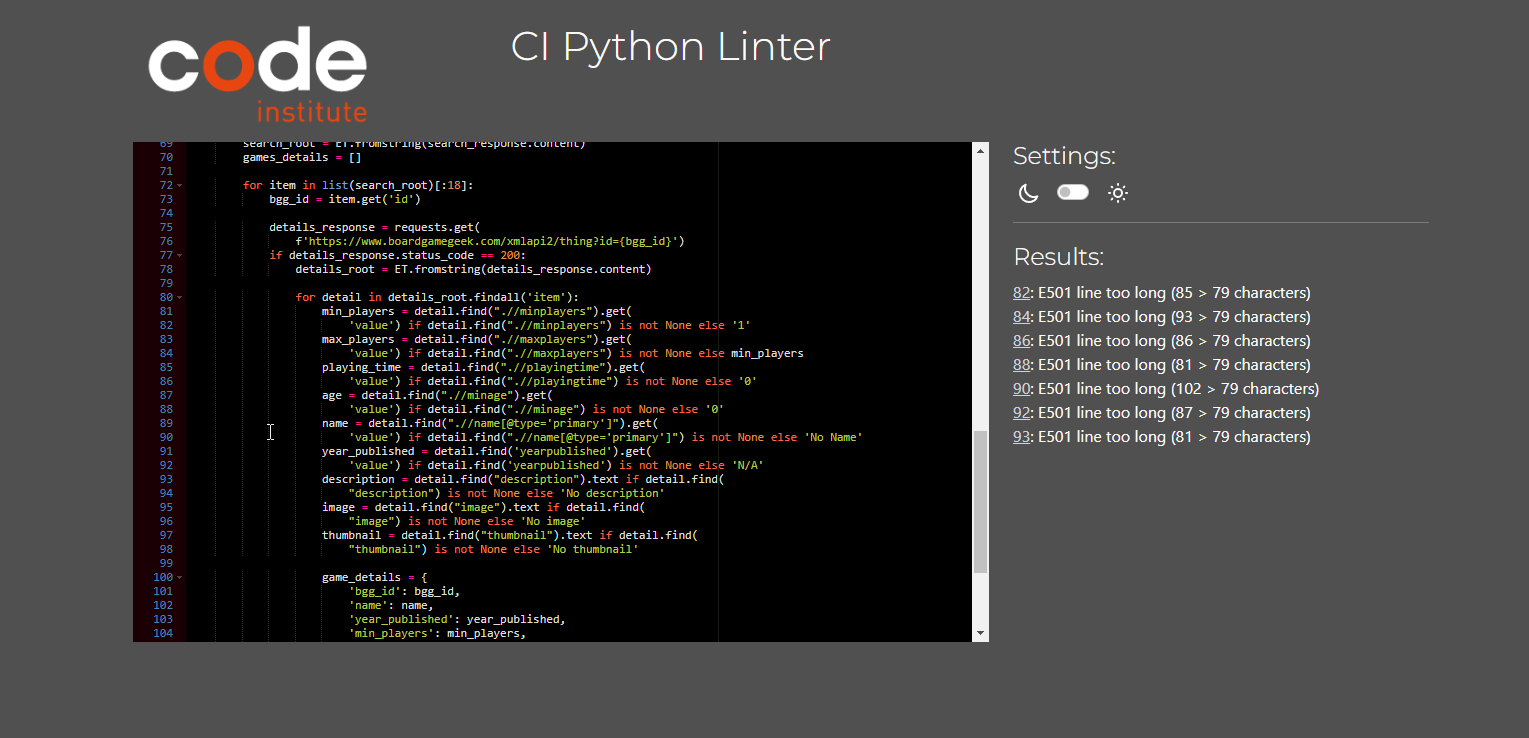 code
institute
CI Python Linter
69 search_root = ET.fromstring(search_response.content)
70 games_details = []
71
72 for item in list(search_root)[:18]:
73 bgg_id = item.get('id')
74
75 details_response = requests.get(
76 f'https://www.boardgamegeek.com/xmlapi2/thing?id={bgg_id}')
77 if details_response.status_code == 200:
78 details_root = ET.fromstring(details_response.content)
79
80 for detail in details_root.findall('item'):
81 min_players = detail.find(".//minplayers").get(
82 'value') if detail.find(".//minplayers") is not None else '1'
83 max_players = detail.find(".//maxplayers").get(
84 'value') if detail.find(".//maxplayers") is not None else min_players
85 playing_time = detail.find(".//playingtime").get(
86 'value') if detail.find(".//playingtime") is not None else '0'
87 age = detail.find(".//minage").get(
88 'value') if detail.find(".//minage") is not None else '0'
89 name = detail.find(".//name[@type='primary']").get(
90 'value') if detail.find(".//name[@type='primary']") is not None else 'No Name'
91 year_published = detail.find('yearpublished').get(
92 'value') if detail.find('yearpublished') is not None else 'N/A'
93 description = detail.find("description").text if detail.find(
94 "description") is not None else 'No description'
95 image = detail.find("image").text if detail.find(
96 "image") is not None else 'No image'
97 thumbnail = detail.find("thumbnail").text if detail.find(
98 "thumbnail") is not None else 'No thumbnail'
99
100 game_details = {
101 'bgg_id': bgg_id,
102 'name': name,
103 'year_published': year_published,
104 'min_players': min_players,
Settings:
Results:
82: E501 line too long (85 > 79 characters)
84: E501 line too long (93 > 79 characters)
86: E501 line too long (86 > 79 characters)
88: E501 line too long (81 > 79 characters)
90: E501 line too long (102 > 79 characters)
92: E501 line too long (87 > 79 characters)
93: E501 line too long (81 > 79 characters)